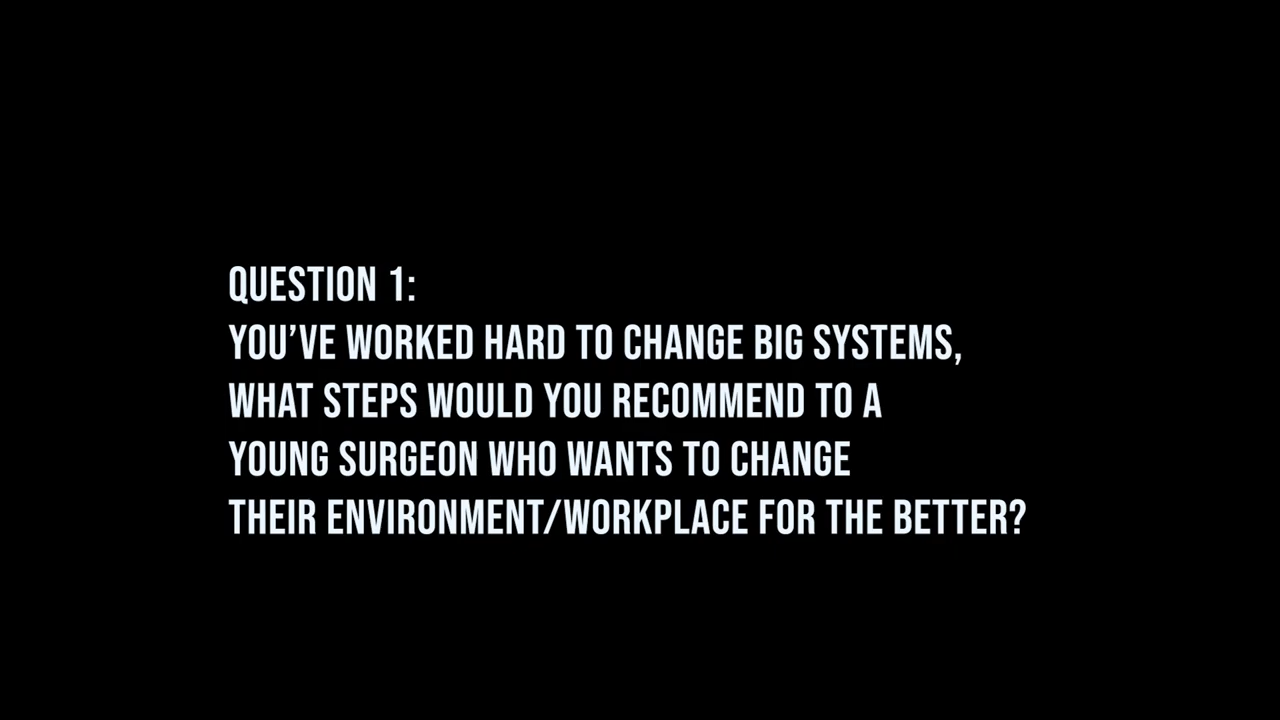 QUESTION 1:
YOU’VE WORKED HARD TO CHANGE BIG SYSTEMS,
WHAT STEPS WOULD YOU RECOMMEND TO A
YOUNG SURGEON WHO WANTS TO CHANGE
THEIR ENVIRONMENT/WORKPLACE FOR THE BETTER?